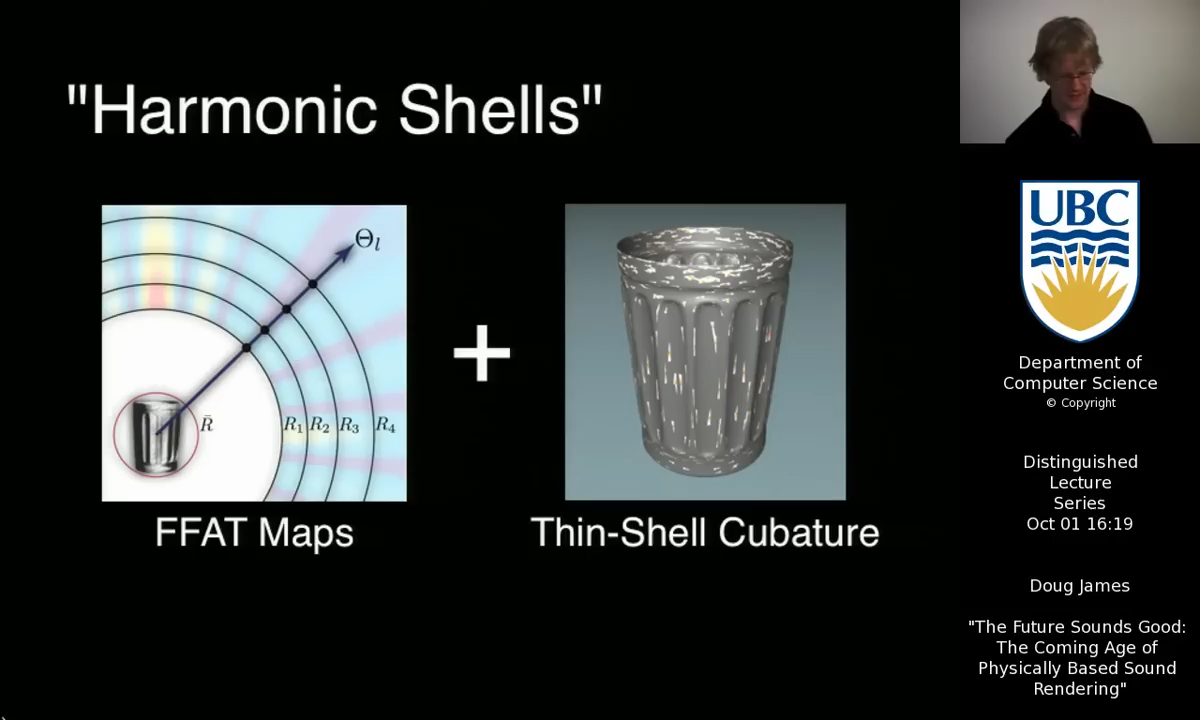 "Harmonic Shells"
Θl
R̄
R1 R2 R3 R4
+
FFAT Maps
Thin-Shell Cubature
UBC
Department of
Computer Science
© Copyright
Distinguished
Lecture
Series
Oct 01 16:19
Doug James
"The Future Sounds Good:
The Coming Age of
Physically Based Sound
Rendering"